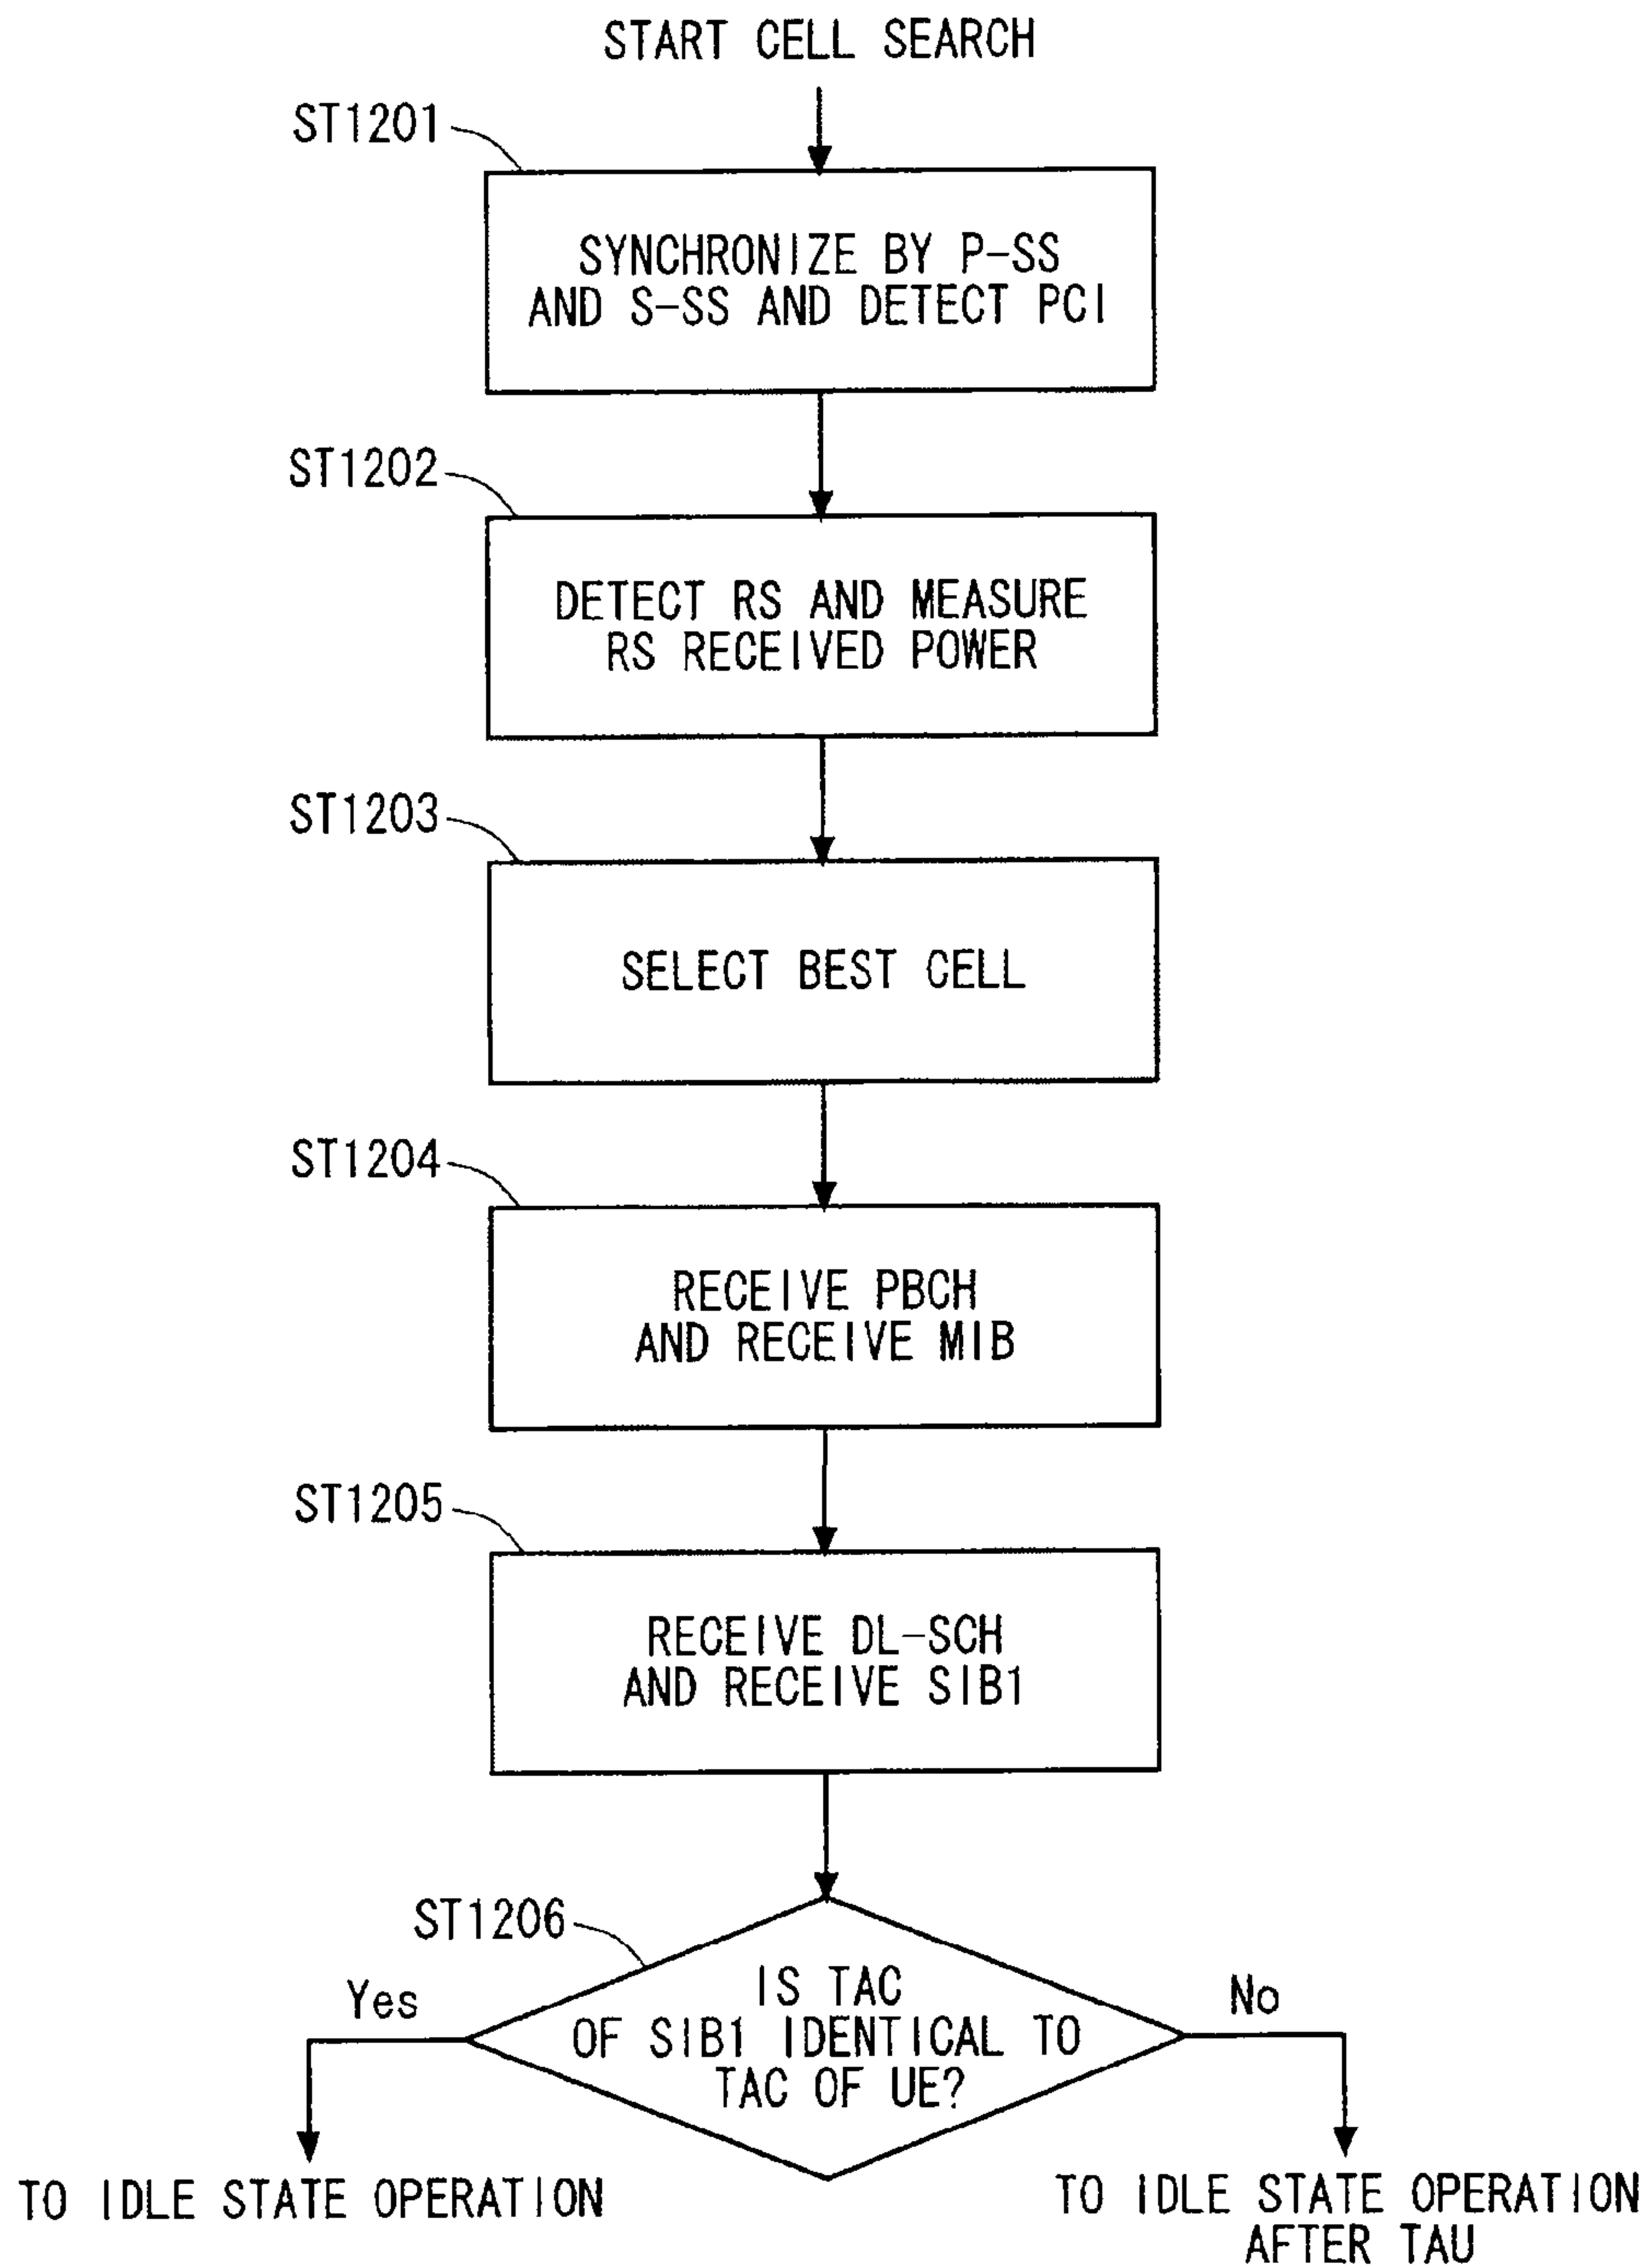 START CELL SEARCH
ST1201
SYNCHRONIZE BY P-SS
AND S-SS AND DETECT PCI
ST1202
DETECT RS AND MEASURE
RS RECEIVED POWER
ST1203
SELECT BEST CELL
ST1204
RECEIVE PBCH
AND RECEIVE MIB
ST1205
RECEIVE DL-SCH
AND RECEIVE SIB1
ST1206
IS TAC
OF SIB1 IDENTICAL TO
TAC OF UE?
Yes
No
TO IDLE STATE OPERATION
TO IDLE STATE OPERATION
AFTER TAU